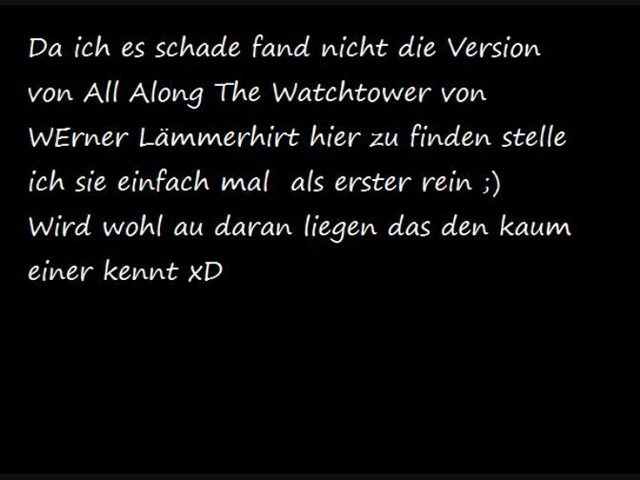 Da ich es schade fand nicht die Version
von All Along The Watchtower von
WErner Lämmerhirt hier zu finden stelle
ich sie einfach mal  als erster rein ;)
Wird wohl au daran liegen das den kaum
einer kennt xD